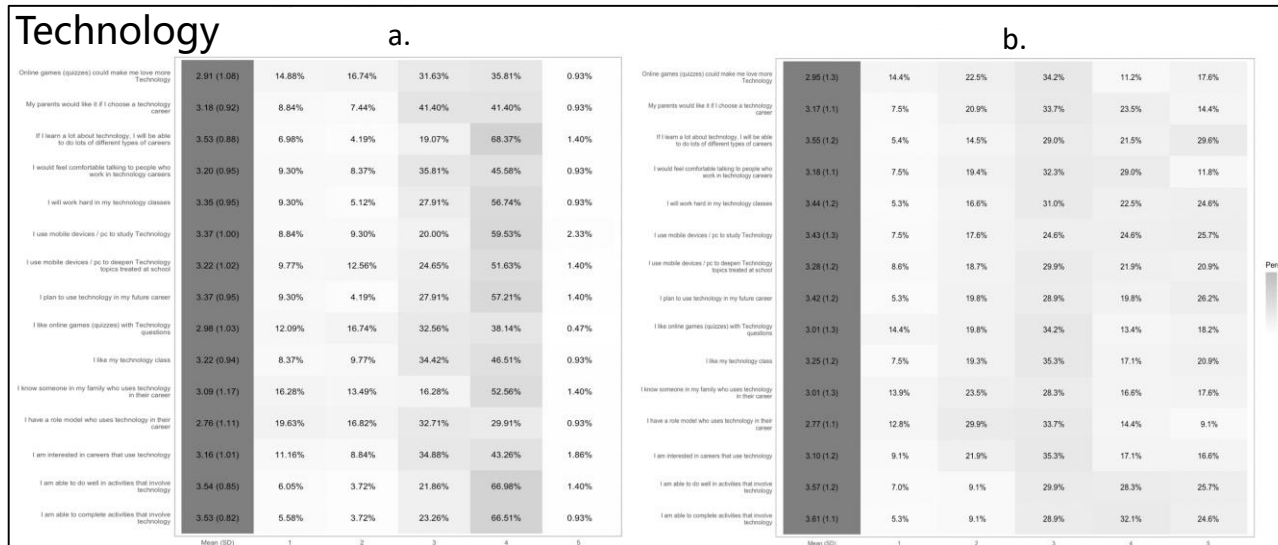 Technology
a.
b.
Online games (quizzes) could make me love more
Technology
2.91 (1.08) 14.88% 16.74% 31.63% 35.81% 0.93%
Online games (quizzes) could make me love more
Technology
2.95 (1.3) 14.4% 22.5% 34.2% 11.2% 17.6%
My parents would like it if I choose a technology
career
3.18 (0.92) 8.84% 7.44% 41.40% 41.40% 0.93%
My parents would like it if I choose a technology
career
3.17 (1.1) 7.5% 20.9% 33.7% 23.5% 14.4%
If I learn a lot about technology, I will be able
to do lots of different types of careers
3.53 (0.88) 6.98% 4.19% 19.07% 68.37% 1.40%
If I learn a lot about technology, I will be able
to do lots of different types of careers
3.55 (1.2) 5.4% 14.5% 29.0% 21.5% 29.6%
I would feel comfortable talking to people who
work in technology careers
3.20 (0.95) 9.30% 8.37% 35.81% 45.58% 0.93%
I would feel comfortable talking to people who
work in technology careers
3.18 (1.1) 7.5% 19.4% 32.3% 29.0% 11.8%
I will work hard in my technology classes
3.35 (0.95) 9.30% 5.12% 27.91% 56.74% 0.93%
I will work hard in my technology classes
3.44 (1.2) 5.3% 16.6% 31.0% 22.5% 24.6%
I use mobile devices / pc to study Technology
3.37 (1.00) 8.84% 9.30% 20.00% 59.53% 2.33%
I use mobile devices / pc to study Technology
3.43 (1.3) 7.5% 17.6% 24.6% 24.6% 25.7%
I use mobile devices / pc to deepen Technology
topics treated at school
3.22 (1.02) 9.77% 12.56% 24.65% 51.63% 1.40%
I use mobile devices / pc to deepen Technology
topics treated at school
3.28 (1.2) 8.6% 18.7% 29.9% 21.9% 20.9%
I plan to use technology in my future career
3.37 (0.95) 9.30% 4.19% 27.91% 57.21% 1.40%
I plan to use technology in my future career
3.42 (1.2) 5.3% 19.8% 28.9% 19.8% 26.2%
I like online games (quizzes) with Technology
questions
2.98 (1.03) 12.09% 16.74% 32.56% 38.14% 0.47%
I like online games (quizzes) with Technology
questions
3.01 (1.3) 14.4% 19.8% 34.2% 13.4% 18.2%
I like my technology class
3.22 (0.94) 8.37% 9.77% 34.42% 46.51% 0.93%
I like my technology class
3.25 (1.2) 7.5% 19.3% 35.3% 17.1% 20.9%
I know someone in my family who uses technology
in their career
3.09 (1.17) 16.28% 13.49% 16.28% 52.56% 1.40%
I know someone in my family who uses technology
in their career
3.01 (1.3) 13.9% 23.5% 28.3% 16.6% 17.6%
I have a role model who uses technology in their
career
2.76 (1.11) 19.63% 16.82% 32.71% 29.91% 0.93%
I have a role model who uses technology in their
career
2.77 (1.1) 12.8% 29.9% 33.7% 14.4% 9.1%
I am interested in careers that use technology
3.16 (1.01) 11.16% 8.84% 34.88% 43.26% 1.86%
I am interested in careers that use technology
3.10 (1.2) 9.1% 21.9% 35.3% 17.1% 16.6%
I am able to do well in activities that involve
technology
3.54 (0.85) 6.05% 3.72% 21.86% 66.98% 1.40%
I am able to do well in activities that involve
technology
3.57 (1.2) 7.0% 9.1% 29.9% 28.3% 25.7%
I am able to complete activities that involve
technology
3.53 (0.82) 5.58% 3.72% 23.26% 66.51% 0.93%
I am able to complete activities that involve
technology
3.61 (1.1) 5.3% 9.1% 28.9% 32.1% 24.6%
Mean (SD) 1 2 3 4 5
Mean (SD) 1 2 3 4 5
Per